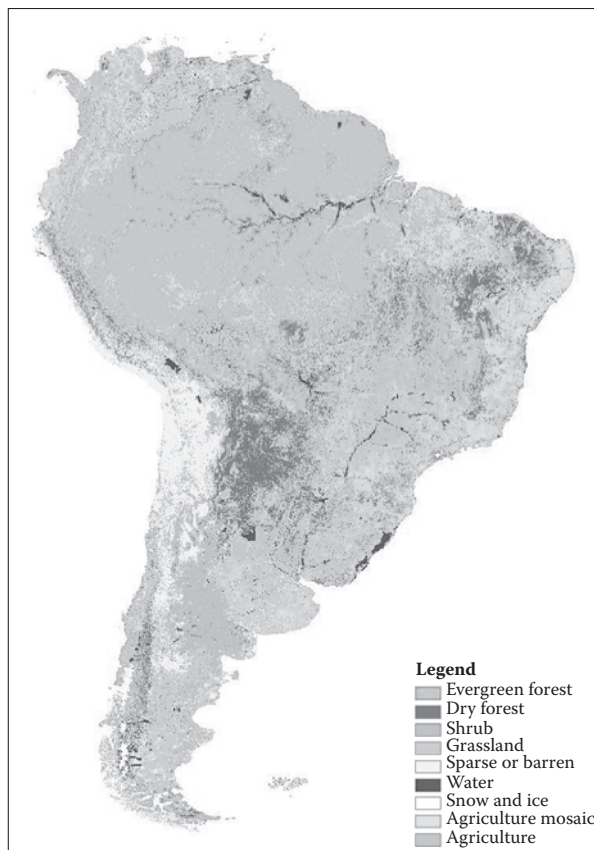 Legend
Evergreen forest
Dry forest
Shrub
Grassland
Sparse or barren
Water
Snow and ice
Agriculture mosaic
Agriculture